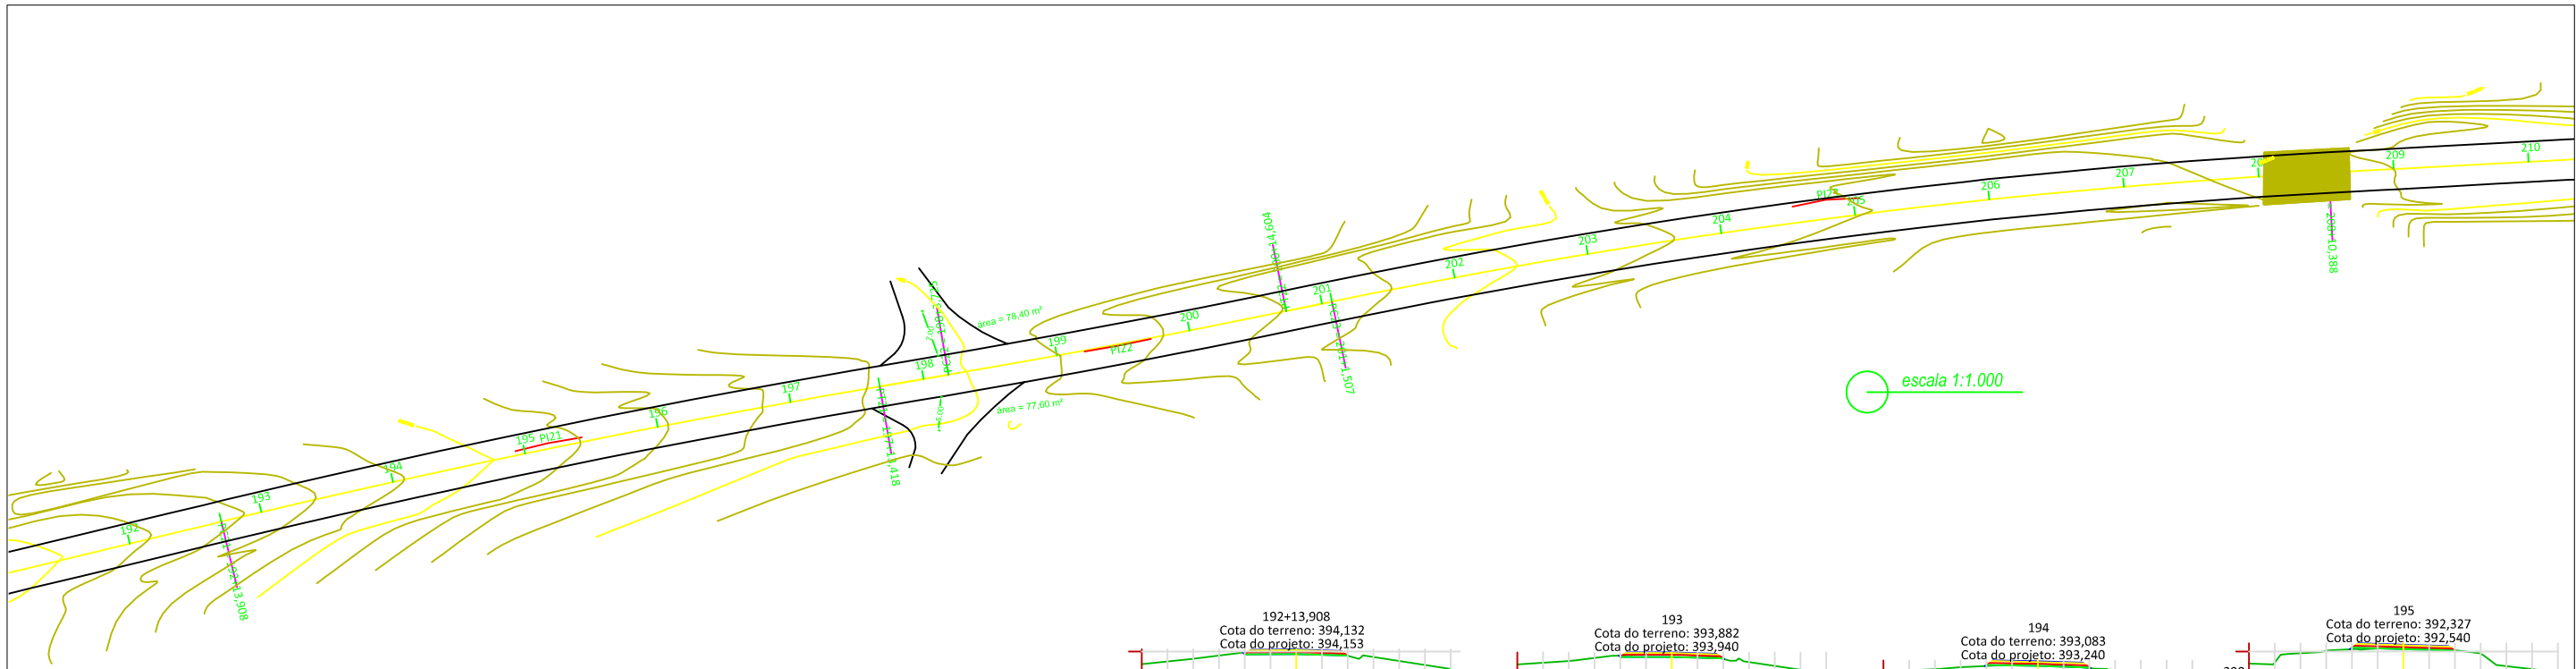 192
193
194
195
PI21
196
197
198
199
PI22
200
201
202
203
204
205
206
207
209
210
área = 78,40 m²
área = 77,60 m²
escala 1:1.000
192+13,908
Cota do terreno: 394,132
Cota do projeto: 394,153
193
Cota do terreno: 393,882
Cota do projeto: 393,940
194
Cota do terreno: 393,083
Cota do projeto: 393,240
195
Cota do terreno: 392,327
Cota do projeto: 392,540